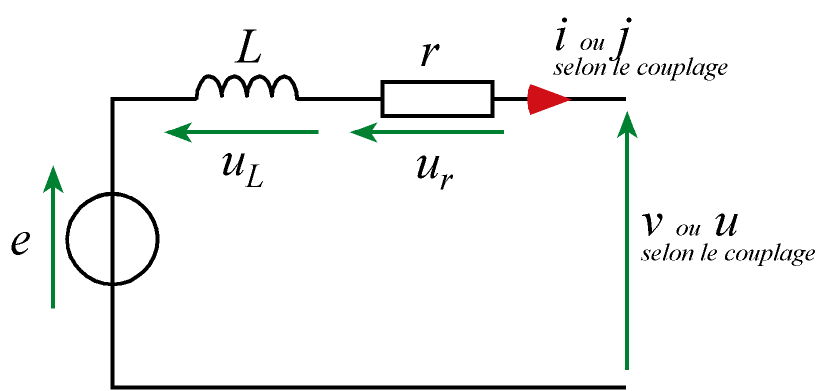 L
r
i ou j
selon le couplage
u_L
u_r
e
v ou u
selon le couplage